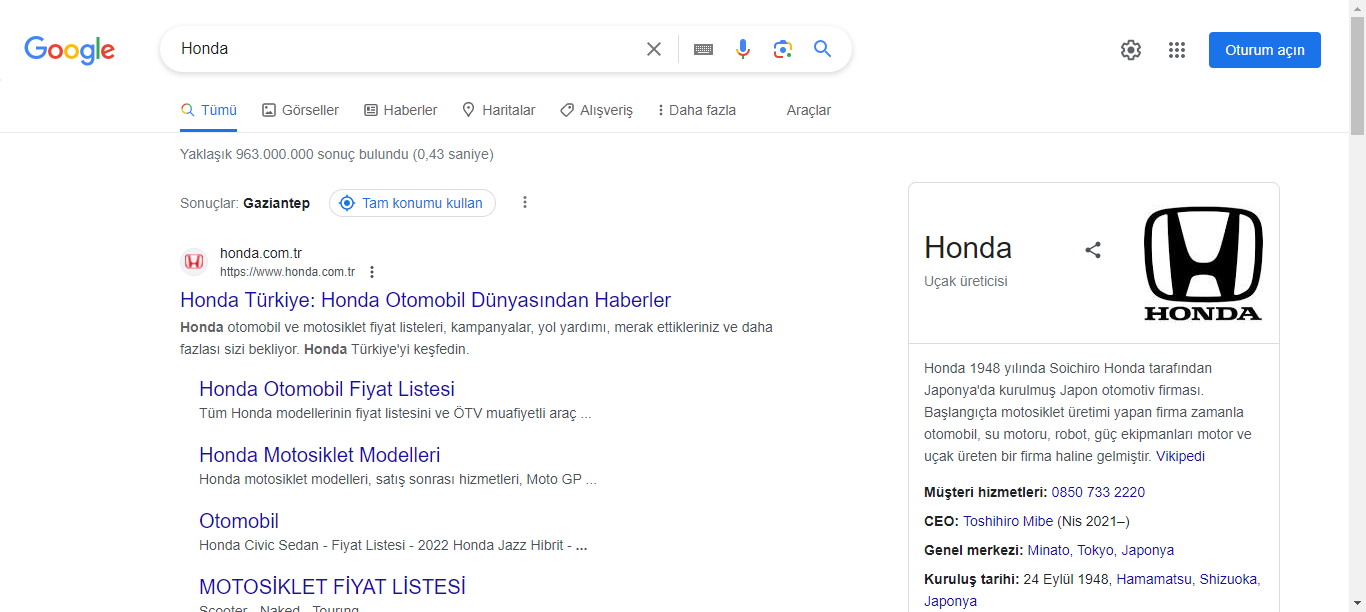 Google
Honda
Oturum açın
Tümü
Görseller
Haberler
Haritalar
Alışveriş
Daha fazla
Araçlar
Yaklaşık 963.000.000 sonuç bulundu (0,43 saniye)
Sonuçlar: Gaziantep
Tam konumu kullan
honda.com.tr
https://www.honda.com.tr
Honda Türkiye: Honda Otomobil Dünyasından Haberler
Honda otomobil ve motosiklet fiyat listeleri, kampanyalar, yol yardımı, merak ettikleriniz ve daha
fazlası sizi bekliyor. Honda Türkiye'yi keşfedin.
Honda Otomobil Fiyat Listesi
Tüm Honda modellerinin fiyat listesini ve ÖTV muafiyetli araç ...
Honda Motosiklet Modelleri
Honda motosiklet modelleri, satış sonrası hizmetleri, Moto GP ...
Otomobil
Honda Civic Sedan - Fiyat Listesi - 2022 Honda Jazz Hibrit - ...
MOTOSİKLET FİYAT LİSTESİ
Scooter · Naked · Touring
Honda
Uçak üreticisi
HONDA
Honda 1948 yılında Soichiro Honda tarafından
Japonya'da kurulmuş Japon otomotiv firması.
Başlangıçta motosiklet üretimi yapan firma zamanla
otomobil, su motoru, robot, güç ekipmanları motor ve
uçak üreten bir firma haline gelmiştir. Vikipedi
Müşteri hizmetleri: 0850 733 2220
CEO: Toshihiro Mibe (Nis 2021–)
Genel merkezi: Minato, Tokyo, Japonya
Kuruluş tarihi: 24 Eylül 1948, Hamamatsu, Shizuoka,
Japonya